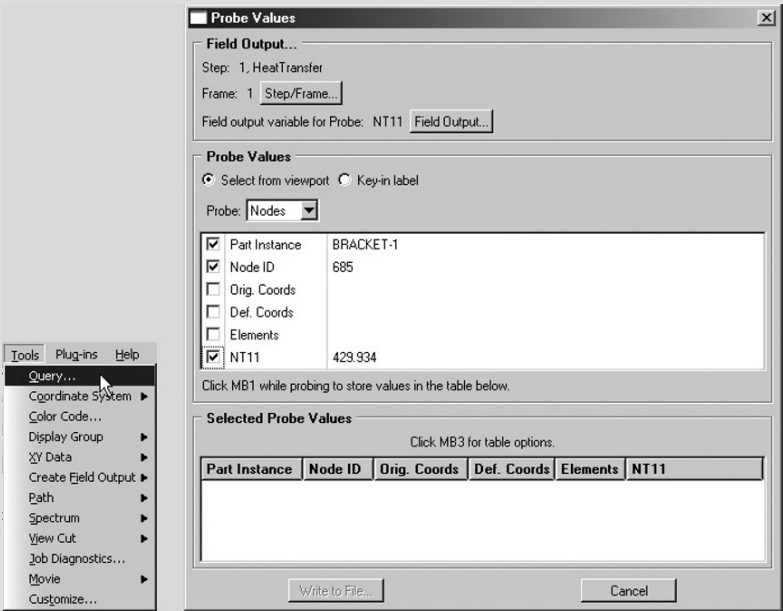 Probe Values
Field Output...
Step: 1, HeatTransfer
Frame: 1 Step/Frame...
Field output variable for Probe: NT11 Field Output...
Probe Values
Select from viewport Key-in label
Probe: Nodes
Part Instance BRACKET-1
Node ID 685
Orig. Coords
Def. Coords
Elements
NT11 429.934
Click MB1 while probing to store values in the table below.
Selected Probe Values
Click MB3 for table options.
Part Instance Node ID Orig. Coords Def. Coords Elements NT11
Write to File... Cancel
Tools Plug-ins Help
Query...
Coordinate System
Color Code...
Display Group
XY Data
Create Field Output
Path
Spectrum
View Cut
Job Diagnostics...
Movie
Customize...